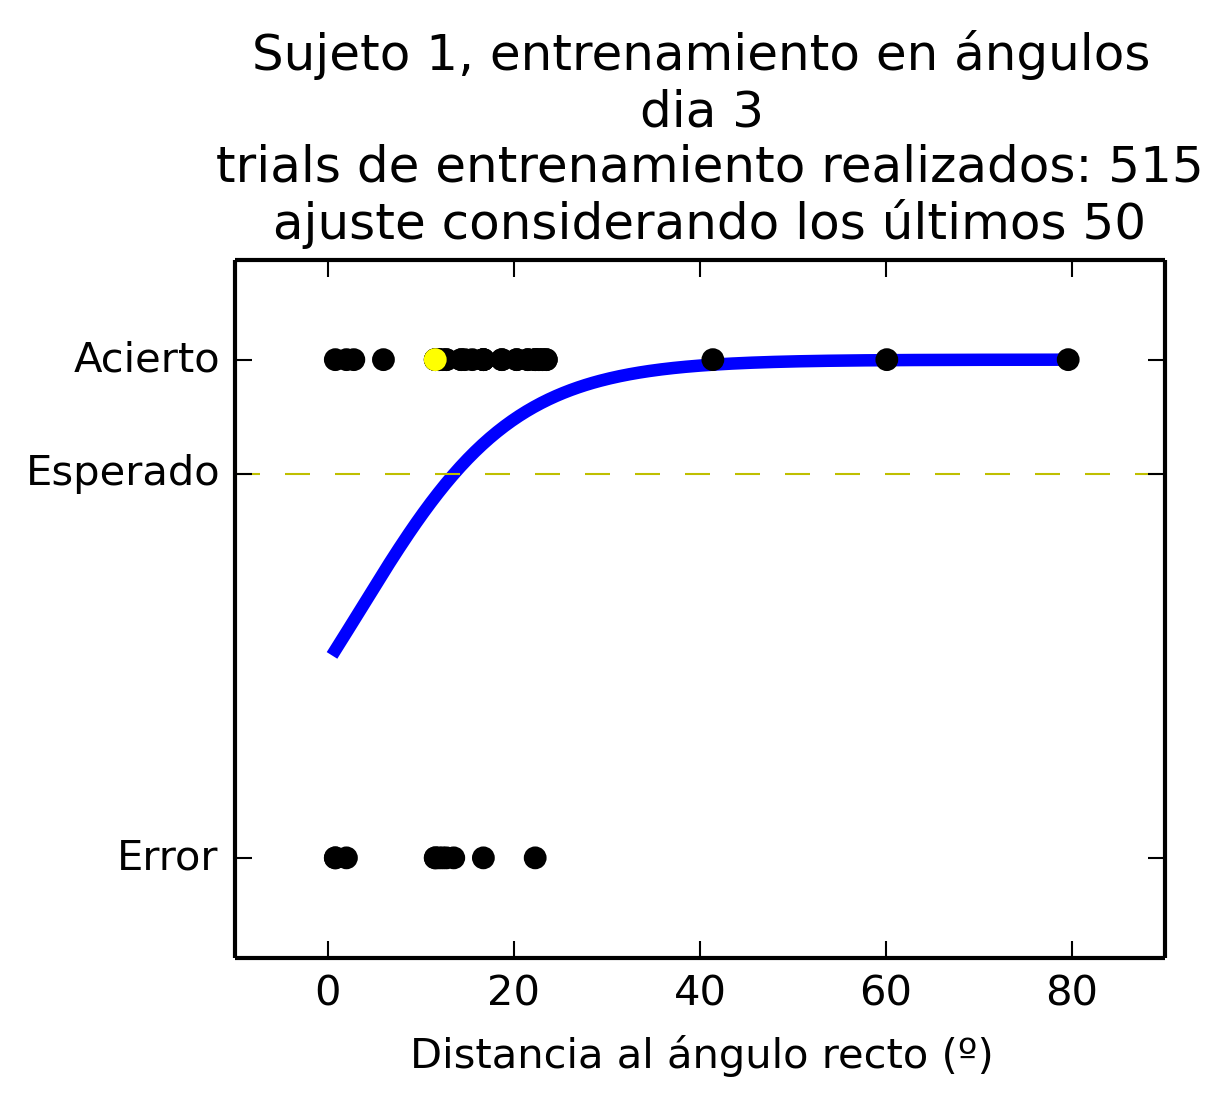 Sujeto 1, entrenamiento en ángulos
dia 3
trials de entrenamiento realizados: 515
ajuste considerando los últimos 50
Acierto
Esperado
Error
0 20 40 60 80
Distancia al ángulo recto (º)